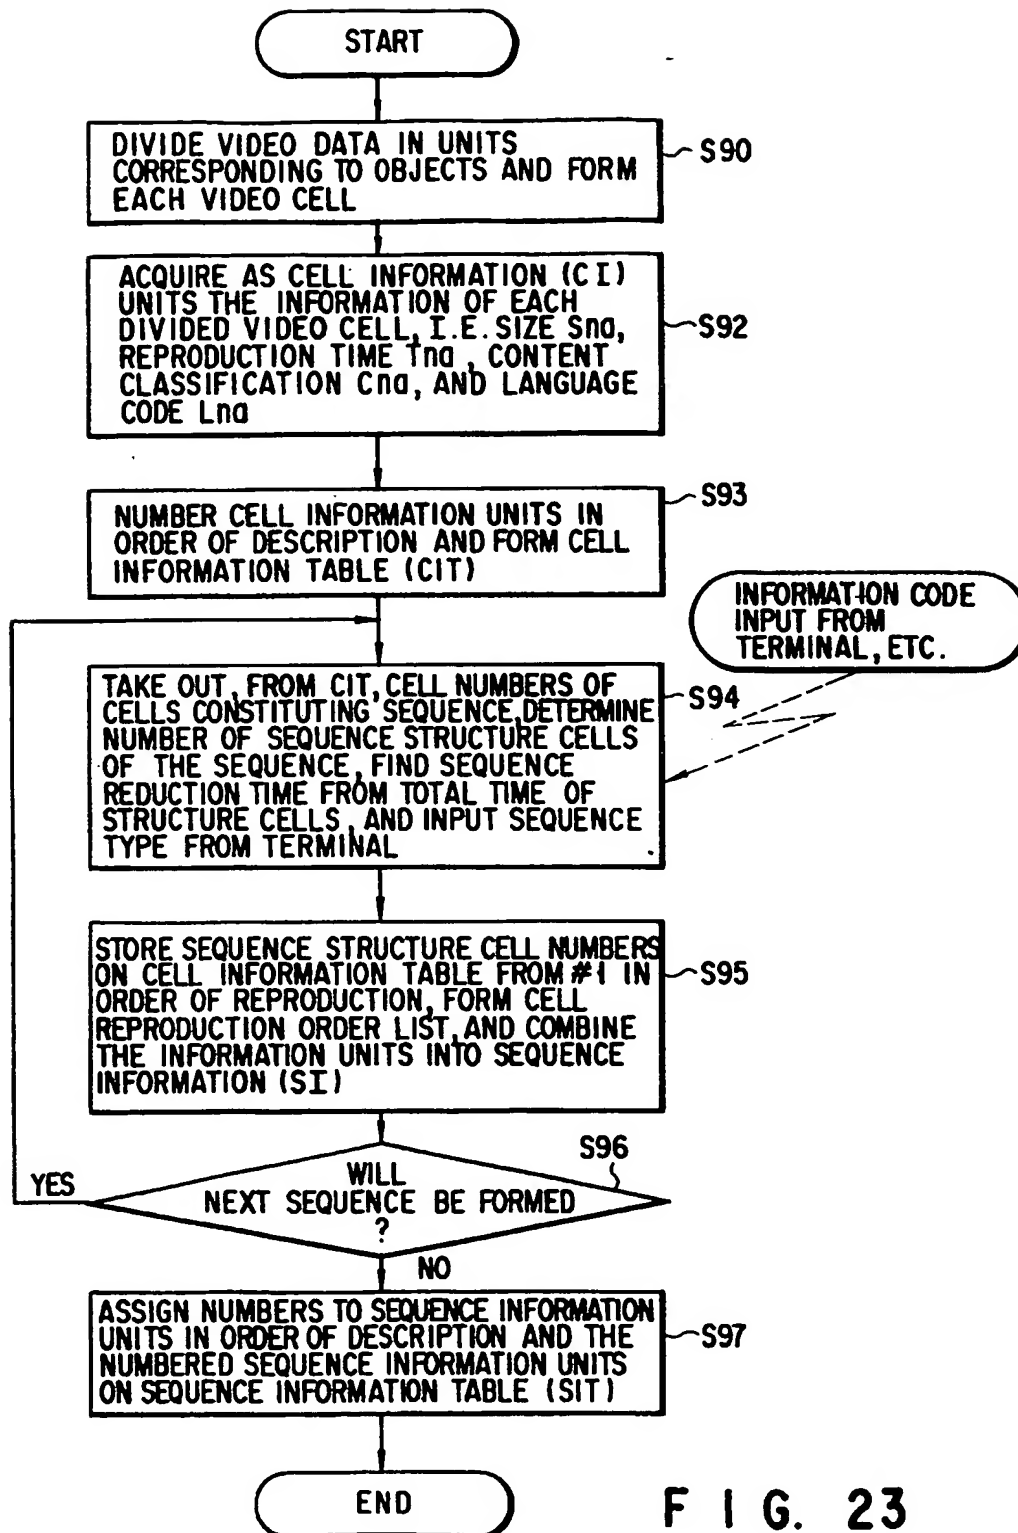 START
DIVIDE VIDEO DATA IN UNITS
CORRESPONDING TO OBJECTS AND FORM
EACH VIDEO CELL
S90
ACQUIRE AS CELL INFORMATION (CI)
UNITS THE INFORMATION OF EACH
DIVIDED VIDEO CELL, I.E. SIZE Sna,
REPRODUCTION TIME Tna, CONTENT
CLASSIFICATION Cna, AND LANGUAGE
CODE Lna
S92
NUMBER CELL INFORMATION UNITS IN
ORDER OF DESCRIPTION AND FORM CELL
INFORMATION TABLE (CIT)
S93
INFORMATION CODE
INPUT FROM
TERMINAL, ETC.
TAKE OUT, FROM CIT, CELL NUMBERS OF
CELLS CONSTITUTING SEQUENCE, DETERMINE
NUMBER OF SEQUENCE STRUCTURE CELLS
OF THE SEQUENCE, FIND SEQUENCE
REDUCTION TIME FROM TOTAL TIME OF
STRUCTURE CELLS, AND INPUT SEQUENCE
TYPE FROM TERMINAL
S94
STORE SEQUENCE STRUCTURE CELL NUMBERS
ON CELL INFORMATION TABLE FROM #1 IN
ORDER OF REPRODUCTION, FORM CELL
REPRODUCTION ORDER LIST, AND COMBINE
THE INFORMATION UNITS INTO SEQUENCE
INFORMATION (SI)
S95
S96
WILL
NEXT SEQUENCE BE FORMED
?
YES
NO
ASSIGN NUMBERS TO SEQUENCE INFORMATION
UNITS IN ORDER OF DESCRIPTION AND THE
NUMBERED SEQUENCE INFORMATION UNITS
ON SEQUENCE INFORMATION TABLE (SIT)
S97
END
FIG. 23